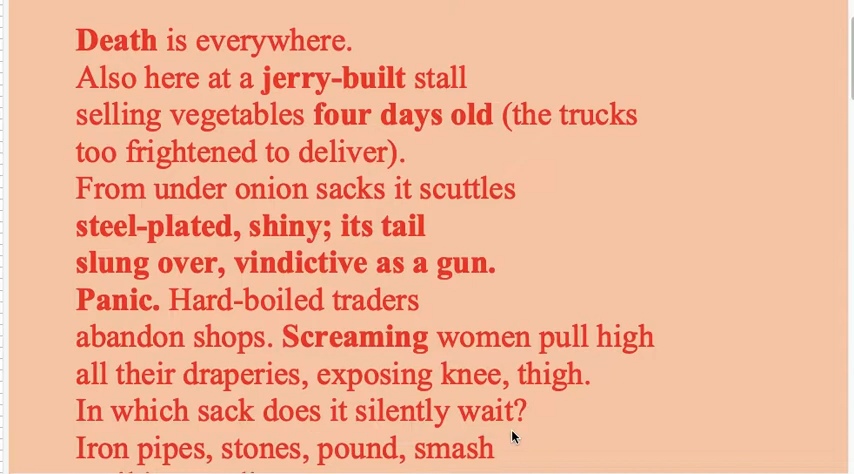 Death is everywhere.
Also here at a jerry-built stall
selling vegetables four days old (the trucks
too frightened to deliver).
From under onion sacks it scuttles
steel-plated, shiny; its tail
slung over, vindictive as a gun.
Panic. Hard-boiled traders
abandon shops. Screaming women pull high
all their draperies, exposing knee, thigh.
In which sack does it silently wait?
Iron pipes, stones, pound, smash